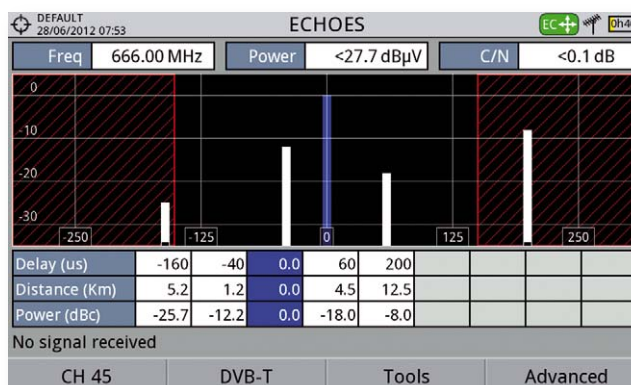 DEFAULT
28/06/2012 07:53
ECHOES
EC
Freq 666.00 MHz Power <27.7 dBµV C/N <0.1 dB
0
-10
-20
-30
-250 -125 0 125 250
Delay (us) -160 -40 0.0 60 200
Distance (Km) 5.2 1.2 0.0 4.5 12.5
Power (dBc) -25.7 -12.2 0.0 -18.0 -8.0
No signal received
CH 45 DVB-T Tools Advanced